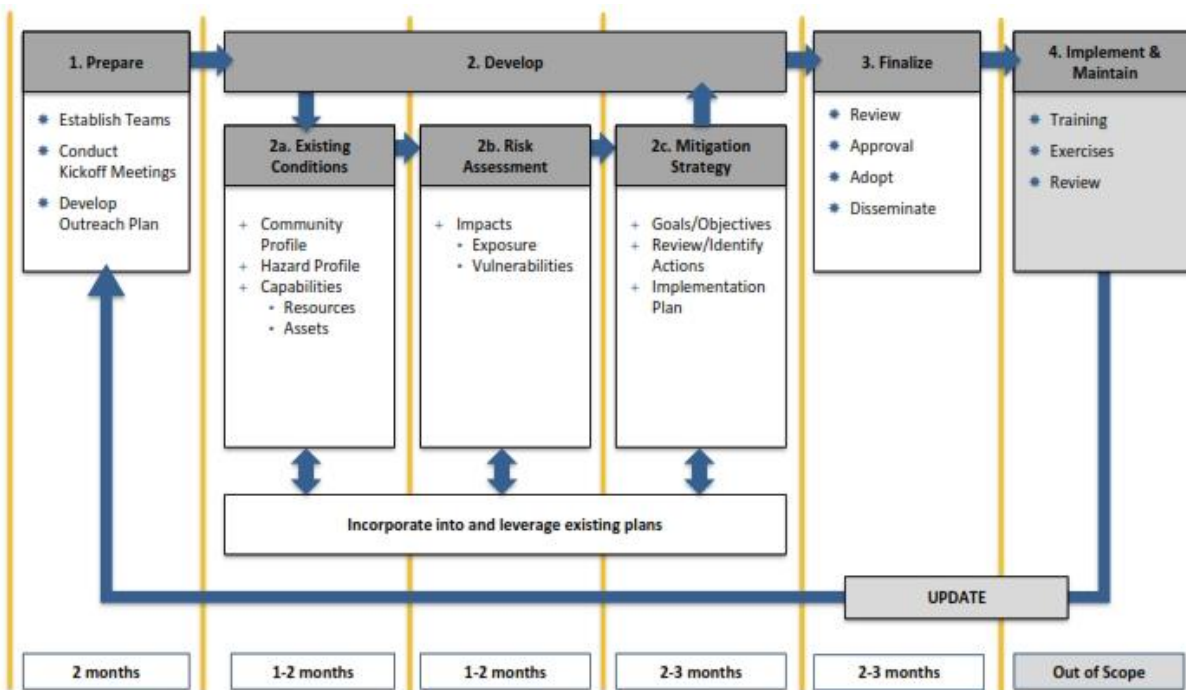 1. Prepare
Establish Teams
Conduct
Kickoff Meetings
Develop
Outreach Plan
2. Develop
2a. Existing
Conditions
Community
Profile
Hazard Profile
Capabilities
Resources
Assets
2b. Risk
Assessment
Impacts
Exposure
Vulnerabilities
2c. Mitigation
Strategy
Goals/Objectives
Review/Identify
Actions
Implementation
Plan
Incorporate into and leverage existing plans
3. Finalize
Review
Approval
Adopt
Disseminate
4. Implement &
Maintain
Training
Exercises
Review
UPDATE
2 months
1-2 months
1-2 months
2-3 months
2-3 months
Out of Scope